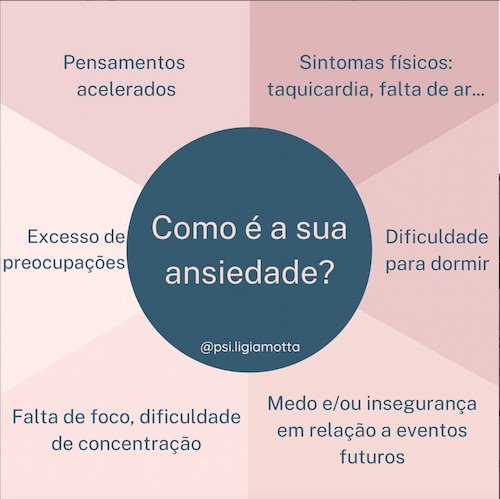 Pensamentos
acelerados
Sintomas físicos:
taquicardia, falta de ar...
Excesso de
preocupações
Como é a sua
ansiedade?
@psi.ligiamotta
Dificuldade
para dormir
Falta de foco, dificuldade
de concentração
Medo e/ou insegurança
em relação a eventos
futuros